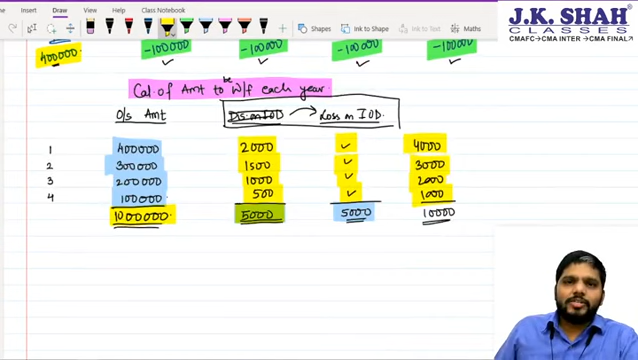 File Home Insert Draw View Help Class Notebook
Shapes Ink to Shape Ink to Text Maths
J.K. SHAH
CLASSES
CMAFC→CMA INTER→CMA FINAL
400000 -100000 -100000 -100000 -100000
Cal. of Amt to be W/f each year.
O/s Amt Dis. on IOD Loss on IOD.
1 400000 2000 ✓ 4000
2 300000 1500 ✓ 3000
3 200000 1000 ✓ 2000
4 100000 500 ✓ 1000
1000000 5000 5000 10000